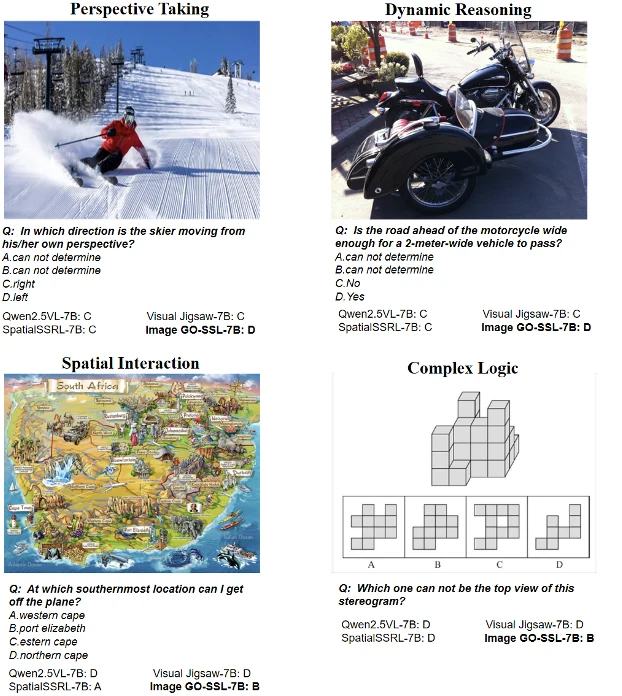 Perspective Taking
Q: In which direction is the skier moving from
his/her own perspective?
A.can not determine
B.can not determine
C.right
D.left
Qwen2.5VL-7B: C Visual Jigsaw-7B: C
SpatialSSRL-7B: C Image GO-SSL-7B: D
Dynamic Reasoning
Q: Is the road ahead of the motorcycle wide
enough for a 2-meter-wide vehicle to pass?
A.can not determine
B.can not determine
C.No
D.Yes
Qwen2.5VL-7B: C Visual Jigsaw-7B: C
SpatialSSRL-7B: C Image GO-SSL-7B: D
Spatial Interaction
South Africa
Cape Town
Port Elizabeth
Q: At which southernmost location can I get
off the plane?
A.western cape
B.port elizabeth
C.estern cape
D.northern cape
Qwen2.5VL-7B: D Visual Jigsaw-7B: D
SpatialSSRL-7B: A Image GO-SSL-7B: B
Complex Logic
A B C D
Q: Which one can not be the top view of this
stereogram?
Qwen2.5VL-7B: D Visual Jigsaw-7B: D
SpatialSSRL-7B: D Image GO-SSL-7B: B